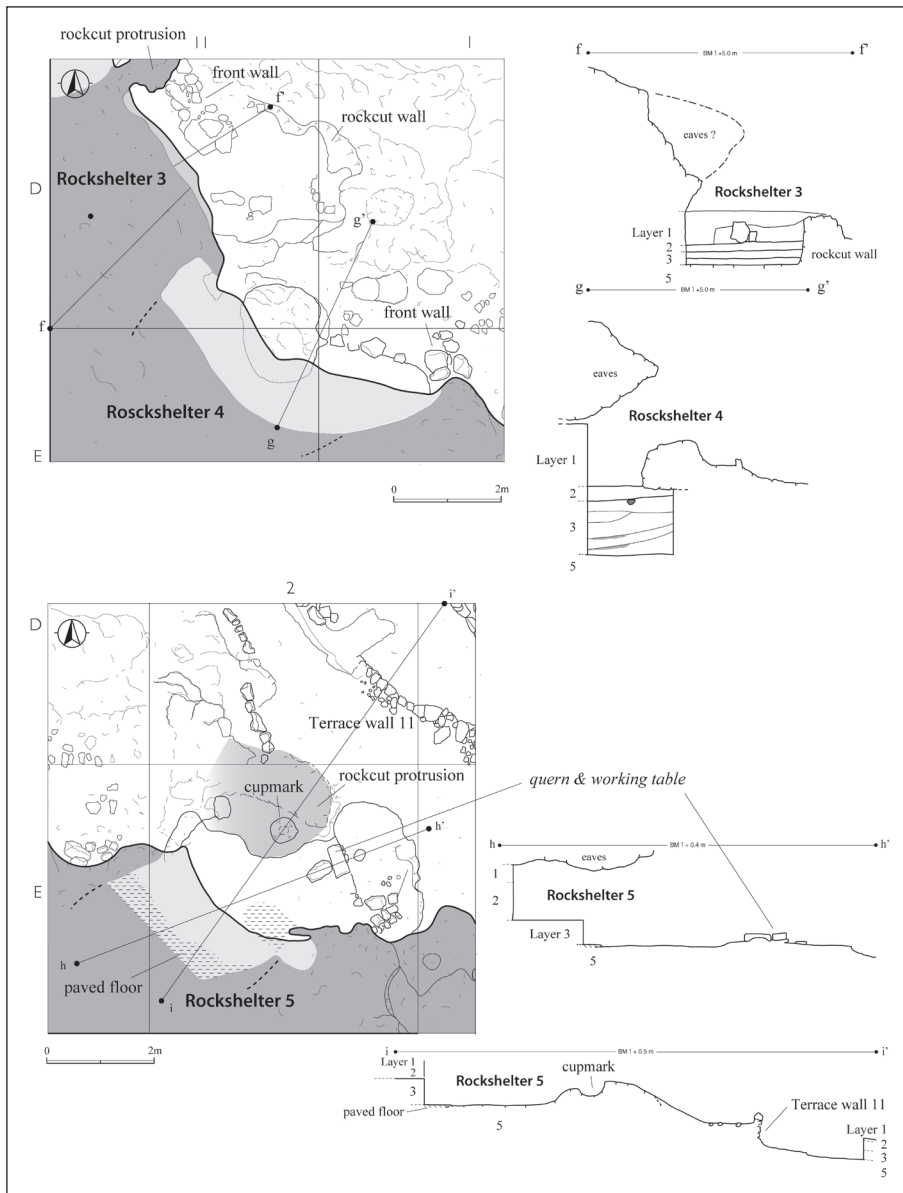 rockcut protrusion
II
I
front wall
f'
rockcut wall
D
Rockshelter 3
g'
f
front wall
Rosckshelter 4
g
E
0
2m
f
BM 1 +5.0 m
f'
eaves ?
Rockshelter 3
Layer 1
2
3
rockcut wall
5
g
BM 1 +5.0 m
g'
eaves
Rosckshelter 4
Layer 1
2
3
5
2
D
i'
Terrace wall 11
rockcut protrusion
quern & working table
cupmark
h'
E
h
paved floor
i
Rockshelter 5
0
2m
h
BM 1 + 0.4 m
h'
eaves
1
Rockshelter 5
2
Layer 3
5
i
BM 1 + 0.5 m
i'
Layer 1
2
Rockshelter 5
cupmark
3
paved floor
5
Terrace wall 11
Layer 1
2
3
5